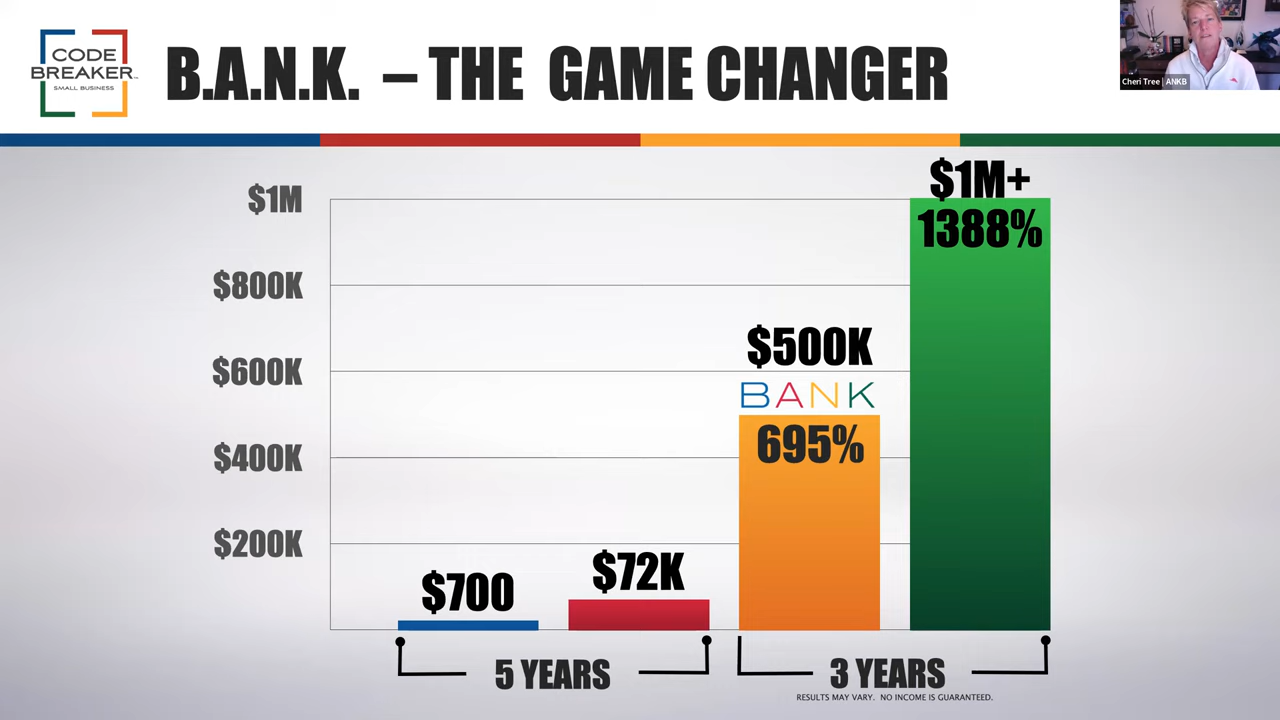 CODE
BREAKER™
SMALL BUSINESS
B.A.N.K. – THE GAME CHANGER
Cheri Tree | ANKB
$1M
$800K
$600K
$400K
$200K
$700
$72K
$500K
BANK
695%
$1M+
1388%
5 YEARS
3 YEARS
RESULTS MAY VARY. NO INCOME IS GUARANTEED.